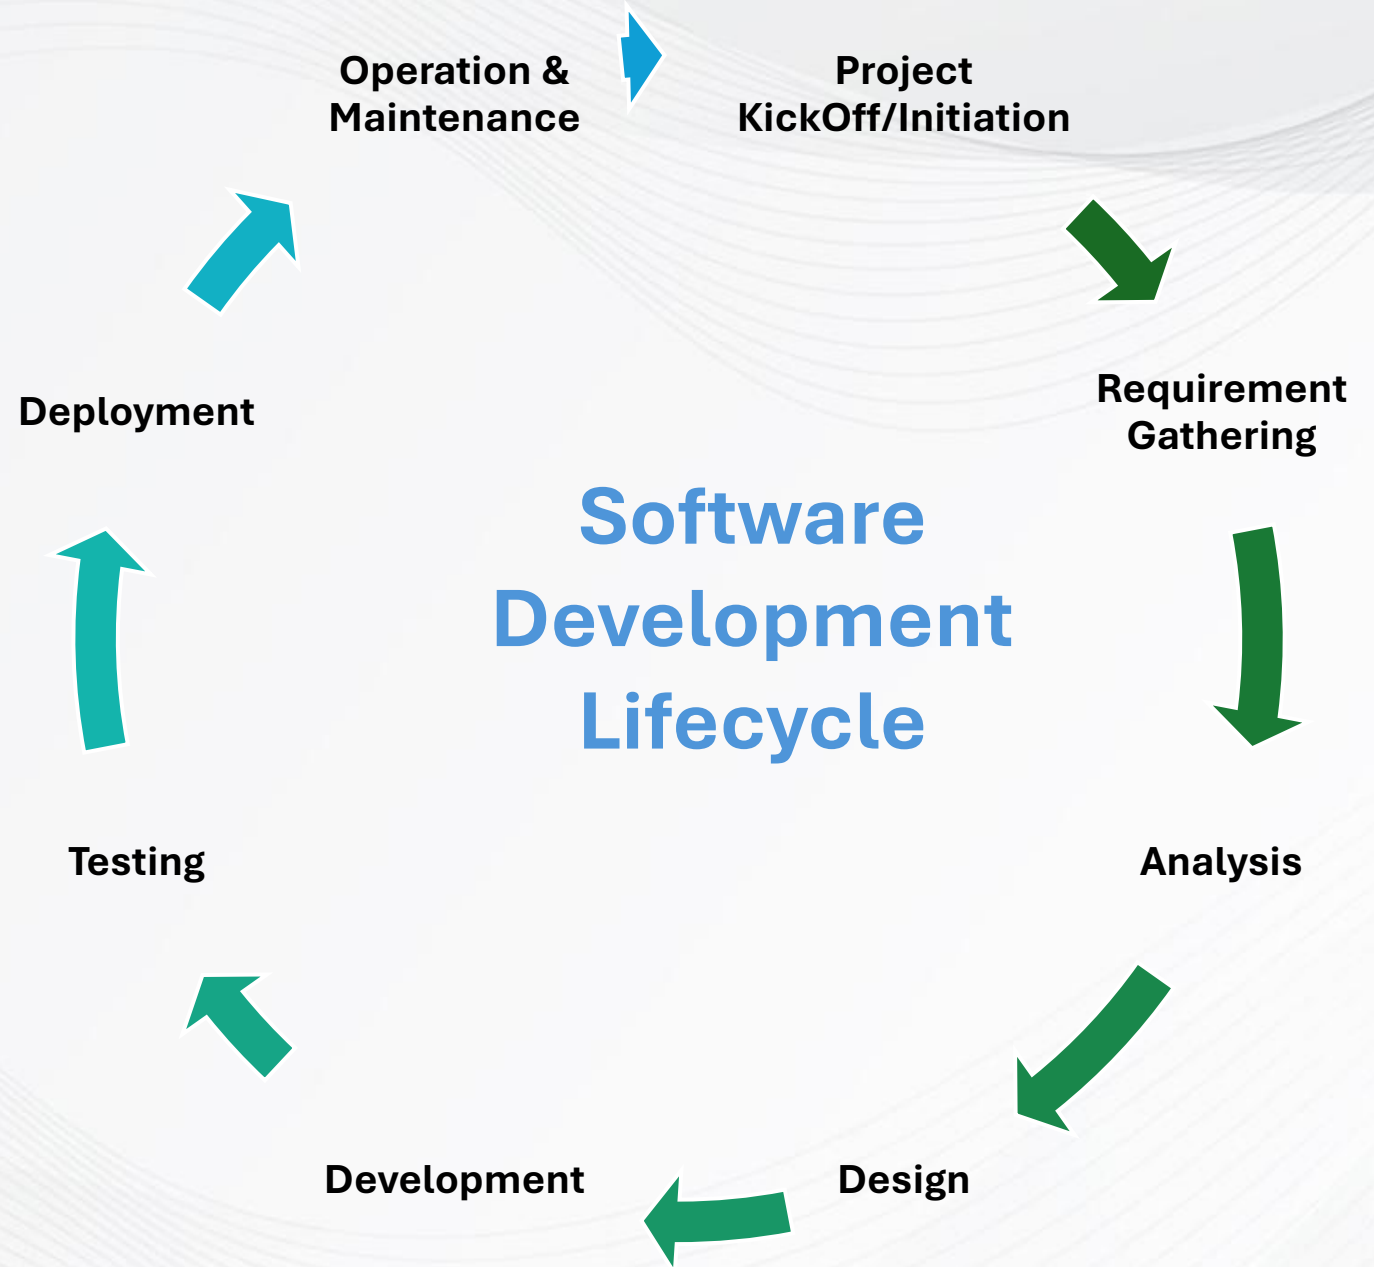 Operation &
Maintenance
Project
KickOff/Initiation
Requirement
Gathering
Deployment
Software
Development
Lifecycle
Testing
Analysis
Development
Design